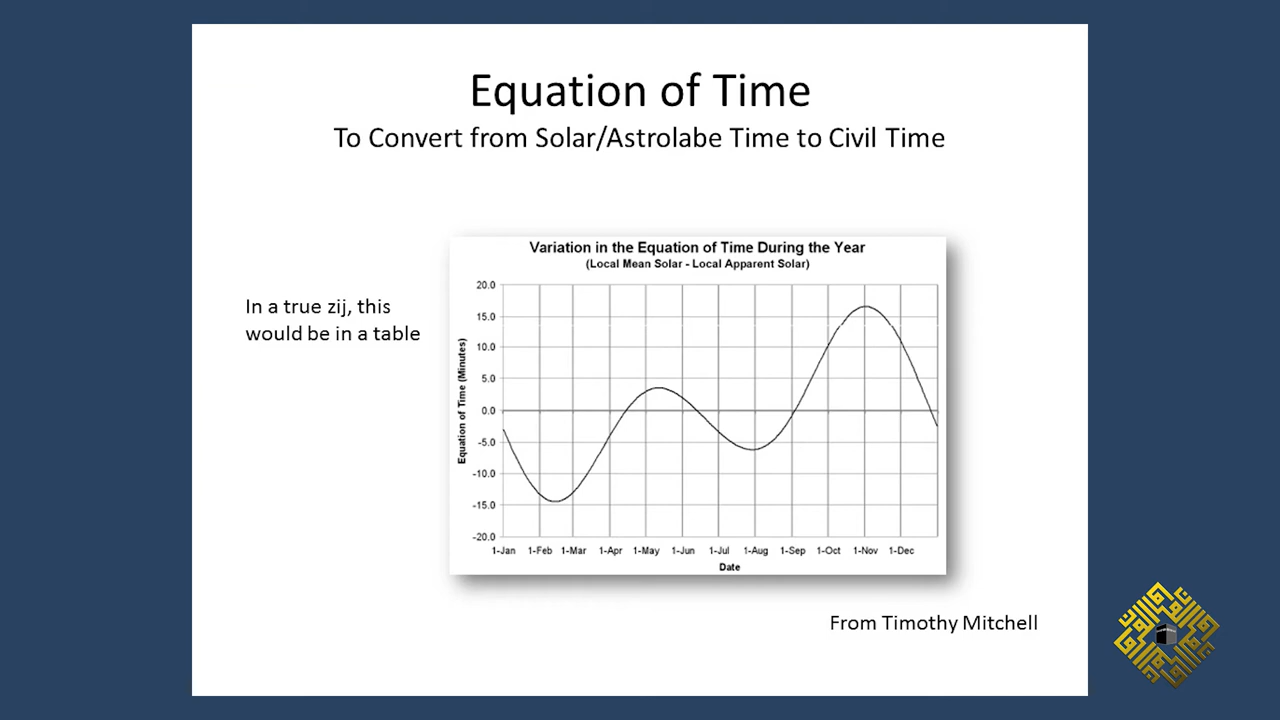 Equation of Time
To Convert from Solar/Astrolabe Time to Civil Time
In a true zij, this
would be in a table
Variation in the Equation of Time During the Year
(Local Mean Solar - Local Apparent Solar)
Equation of Time (Minutes)
20.0
15.0
10.0
5.0
0.0
-5.0
-10.0
-15.0
-20.0
1-Jan 1-Feb 1-Mar 1-Apr 1-May 1-Jun 1-Jul 1-Aug 1-Sep 1-Oct 1-Nov 1-Dec
Date
From Timothy Mitchell